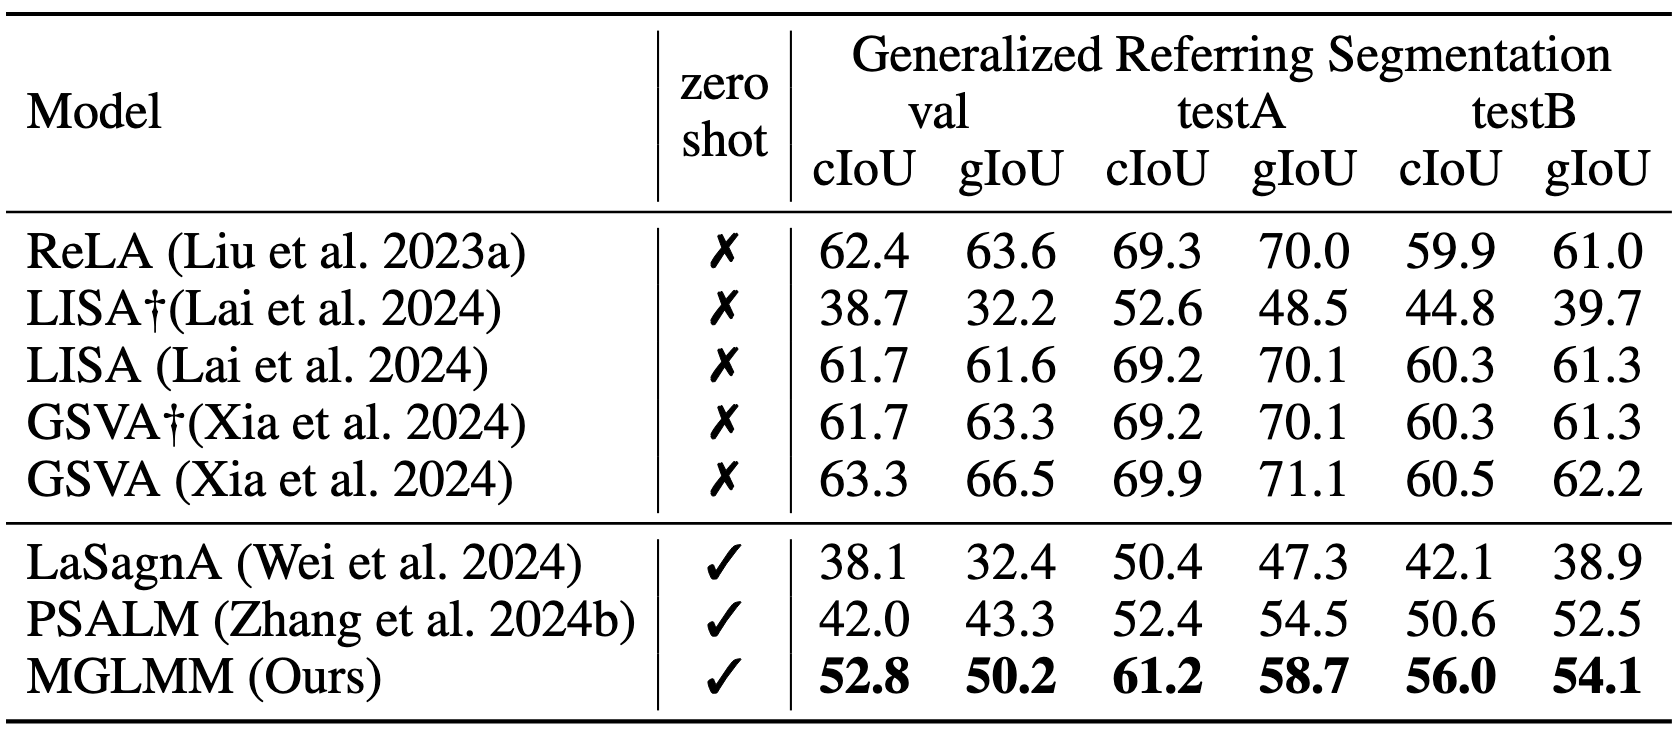 Model zero shot Generalized Referring Segmentation
val testA testB
cIoU gIoU cIoU gIoU cIoU gIoU
ReLA (Liu et al. 2023a) ✗ 62.4 63.6 69.3 70.0 59.9 61.0
LISA†(Lai et al. 2024) ✗ 38.7 32.2 52.6 48.5 44.8 39.7
LISA (Lai et al. 2024) ✗ 61.7 61.6 69.2 70.1 60.3 61.3
GSVA†(Xia et al. 2024) ✗ 61.7 63.3 69.2 70.1 60.3 61.3
GSVA (Xia et al. 2024) ✗ 63.3 66.5 69.9 71.1 60.5 62.2
LaSagnA (Wei et al. 2024) ✓ 38.1 32.4 50.4 47.3 42.1 38.9
PSALM (Zhang et al. 2024b) ✓ 42.0 43.3 52.4 54.5 50.6 52.5
MGLMM (Ours) ✓ 52.8 50.2 61.2 58.7 56.0 54.1